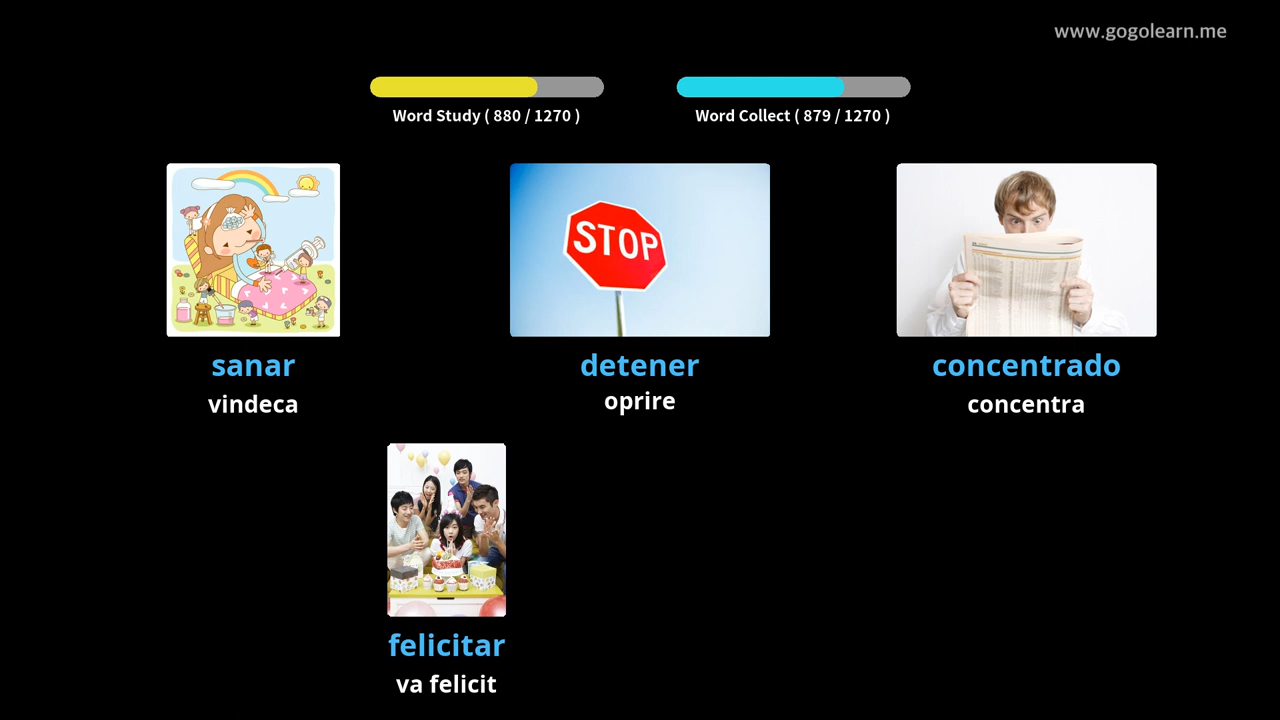 www.gogolearn.me
Word Study ( 880 / 1270 )
Word Collect ( 879 / 1270 )
STOP
sanar
vindeca
detener
oprire
concentrado
concentra
felicitar
va felicit